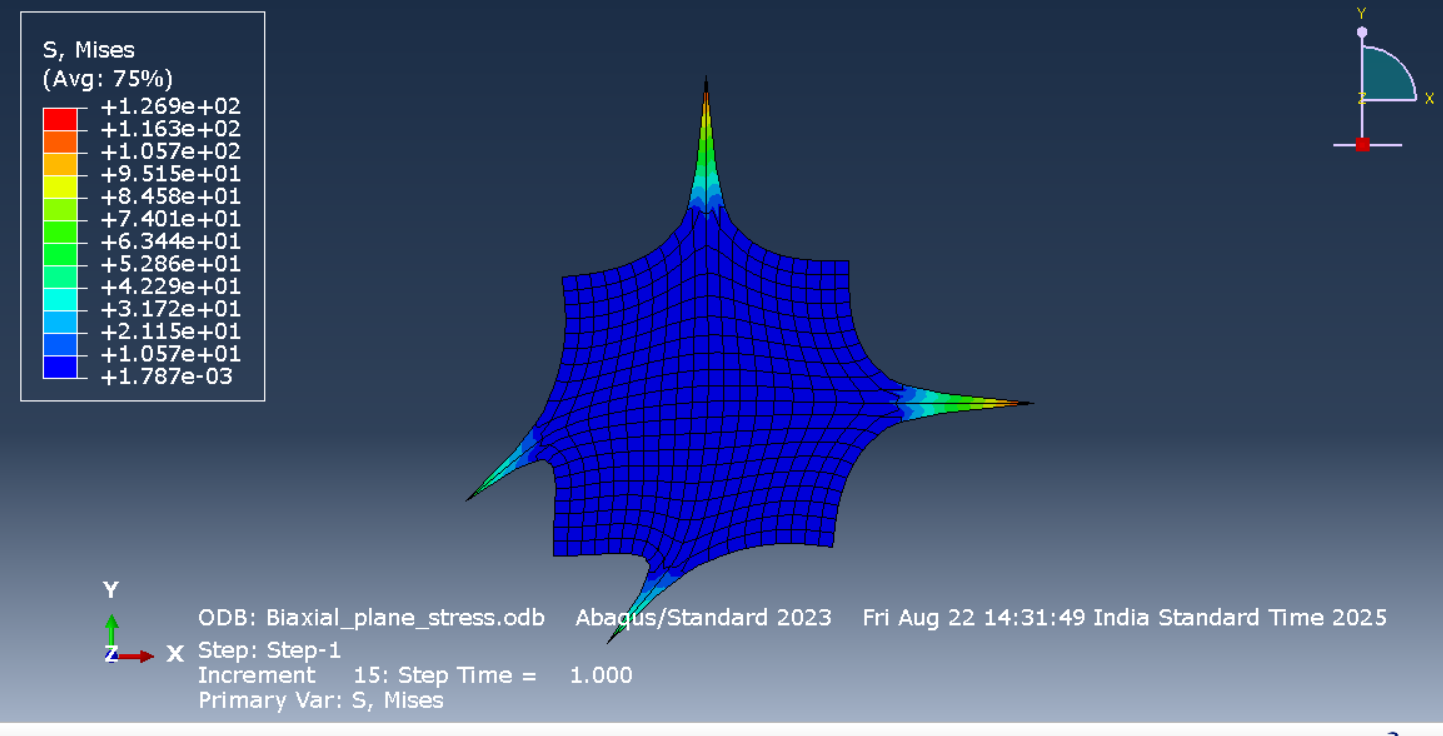 S, Mises
(Avg: 75%)
+1.269e+02
+1.163e+02
+1.057e+02
+9.515e+01
+8.458e+01
+7.401e+01
+6.344e+01
+5.286e+01
+4.229e+01
+3.172e+01
+2.115e+01
+1.057e+01
+1.787e-03
Y
Z X
Y
Z X
ODB: Biaxial_plane_stress.odb Abaqus/Standard 2023 Fri Aug 22 14:31:49 India Standard Time 2025
Step: Step-1
Increment 15: Step Time = 1.000
Primary Var: S, Mises